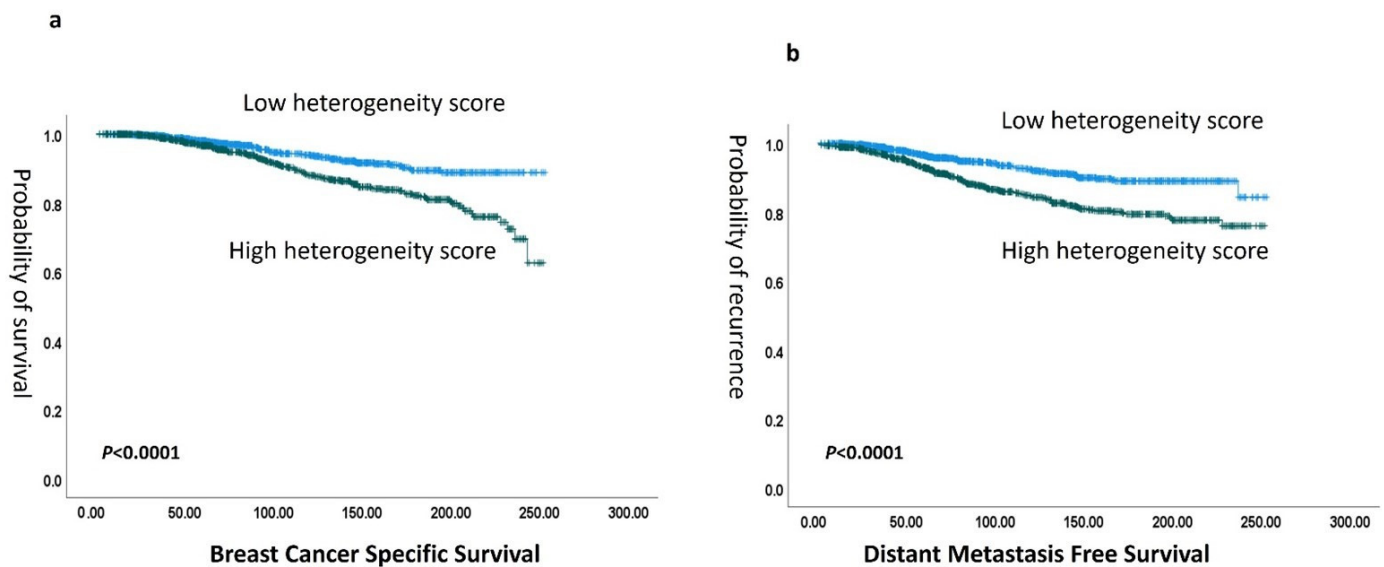 a
Low heterogeneity score
High heterogeneity score
Probability of survival
1.0
0.8
0.6
0.4
0.2
0.0
P<0.0001
0.00 50.00 100.00 150.00 200.00 250.00 300.00
Breast Cancer Specific Survival
b
Low heterogeneity score
High heterogeneity score
Probability of recurrence
1.0
0.8
0.6
0.4
0.2
0.0
P<0.0001
0.00 50.00 100.00 150.00 200.00 250.00 300.00
Distant Metastasis Free Survival